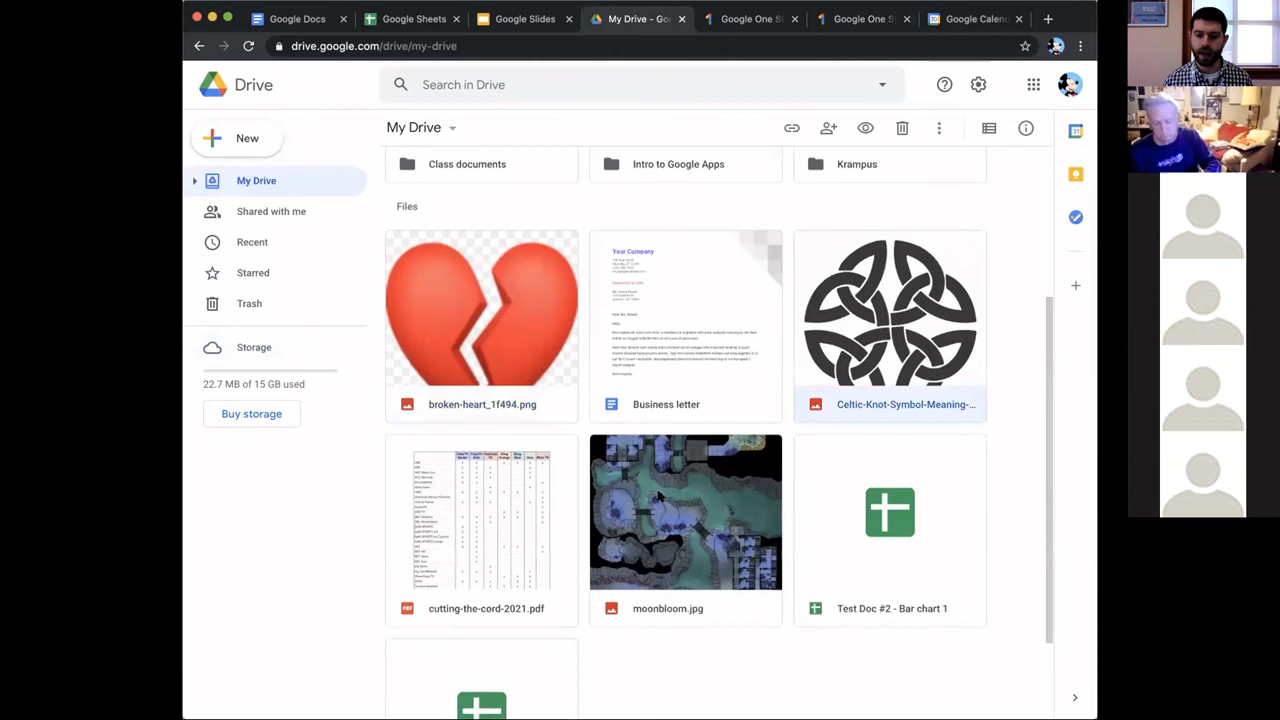 Google Docs
Google Sheets
Google Slides
My Drive - Go
Google One S
Google One S
Google Calen
drive.google.com/drive/my-drive
Drive
Search in Drive
New
My Drive
My Drive
Shared with me
Recent
Starred
Trash
Storage
22.7 MB of 15 GB used
Buy storage
Class documents
Intro to Google Apps
Krampus
Files
Your Company
broken-heart_1f494.png
Business letter
Celtic-Knot-Symbol-Meaning-...
cutting-the-cord-2021.pdf
moonbloom.jpg
Test Doc #2 - Bar chart 1